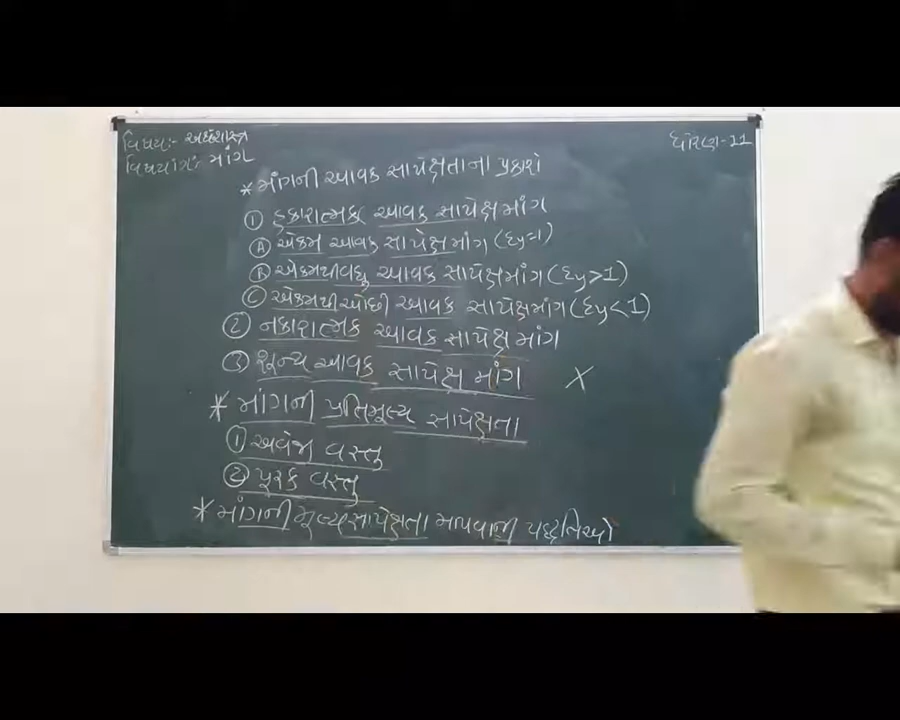 વિષય:- અર્થશાસ્ત્ર
ધોરણ-11
વિષયાંગ: માંગ
* માંગની આવક સાપેક્ષતાના પ્રકારો
① હકારાત્મક આવક સાપેક્ષ માંગ
Ⓐ એકમ આવક સાપેક્ષ માંગ (Ey=1)
Ⓑ એકમથી વધુ આવક સાપેક્ષ માંગ (Ey>1)
Ⓒ એકમથી ઓછી આવક સાપેક્ષ માંગ (Ey<1)
② નકારાત્મક આવક સાપેક્ષ માંગ
③ શૂન્ય આવક સાપેક્ષ માંગ X
* માંગની પ્રતિમૂલ્ય સાપેક્ષતા
① અવેજી વસ્તુ
② પૂરક વસ્તુ
* માંગની મૂલ્યસાપેક્ષતા માપવાની પદ્ધતિઓ